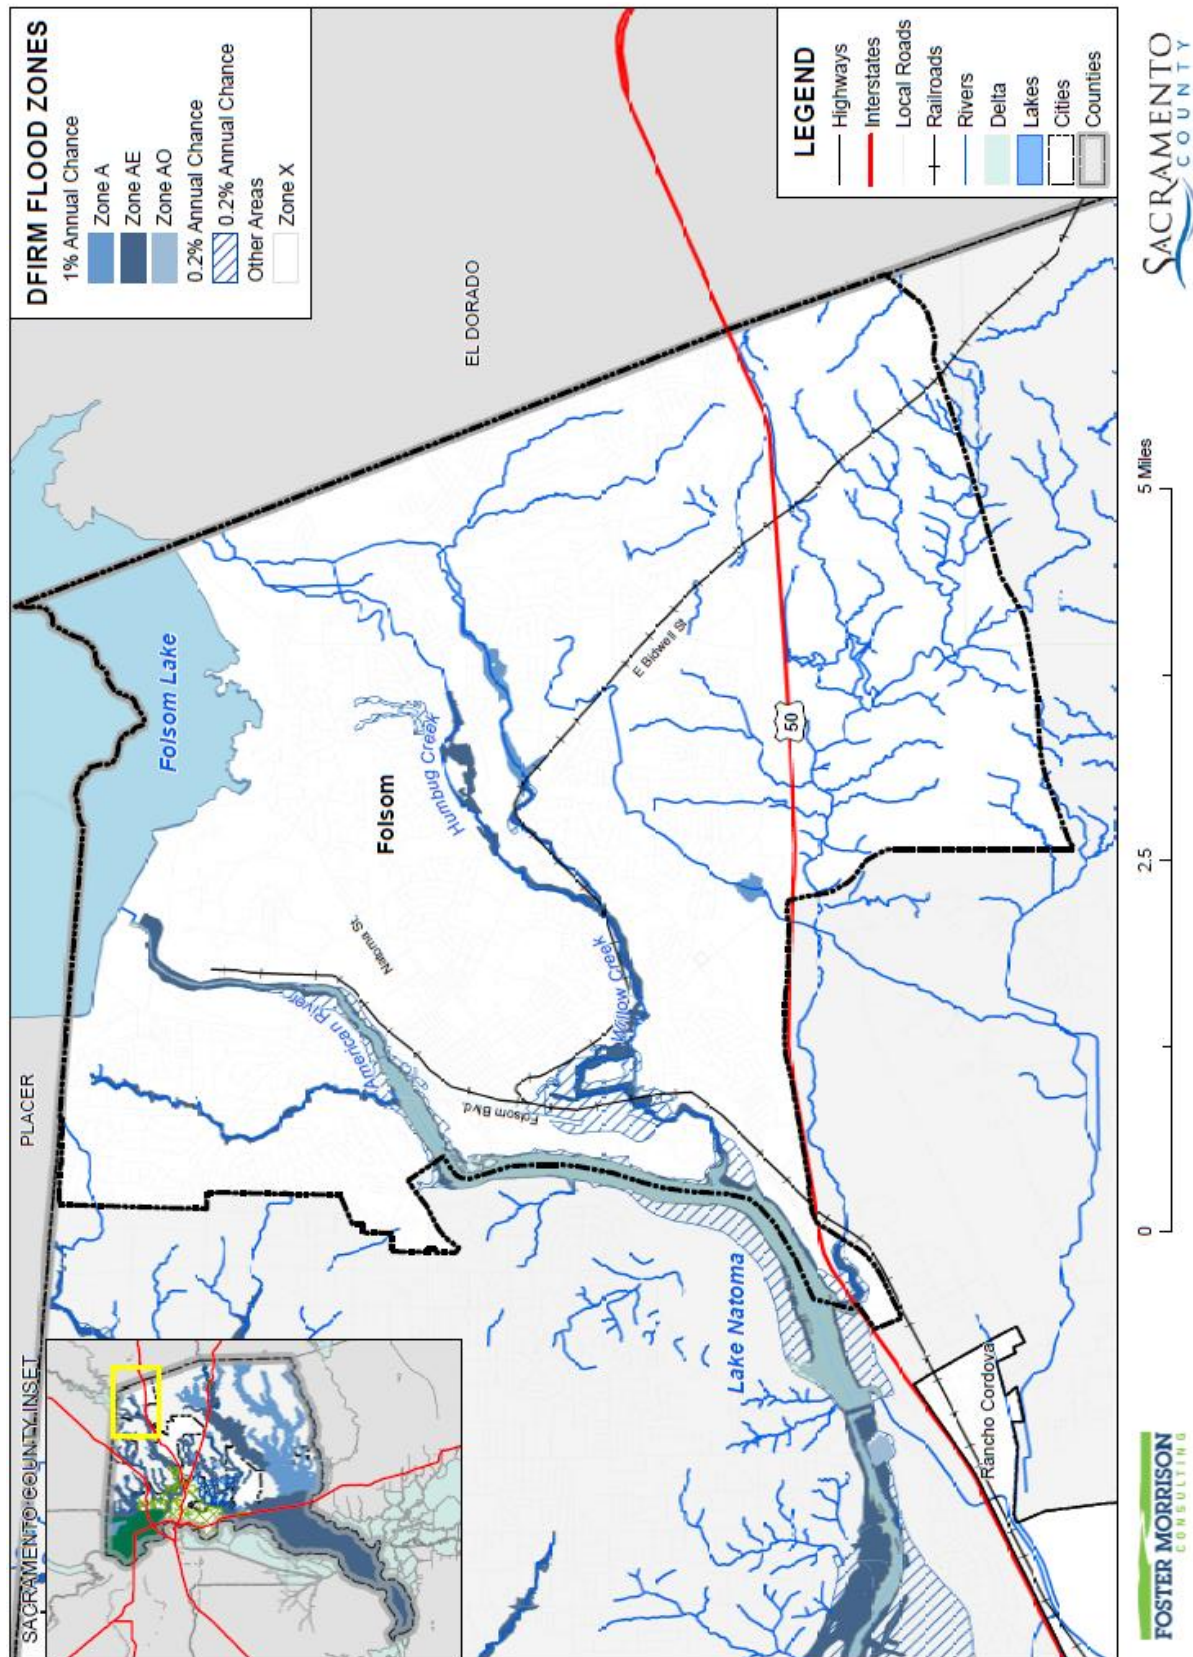 SACRAMENTO COUNTY INSET
PLACER
EL DORADO
Folsom Lake
Folsom
Humbug Creek
American River
Natoma St.
Folsom Blvd.
Willow Creek
E Bidwell St
50
Lake Natoma
Rancho Cordova
DFIRM FLOOD ZONES
1% Annual Chance
Zone A
Zone AE
Zone AO
0.2% Annual Chance
0.2% Annual Chance
Other Areas
Zone X
LEGEND
Highways
Interstates
Local Roads
Railroads
Rivers
Delta
Lakes
Cities
Counties
0
2.5
5 Miles
FOSTER MORRISON
CONSULTING
SACRAMENTO
COUNTY